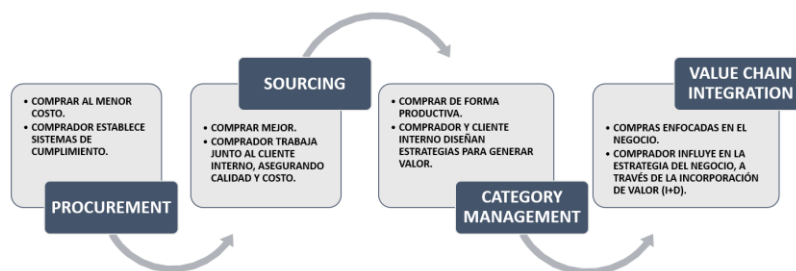 • COMPRAR AL MENOR
COSTO.
• COMPRADOR ESTABLECE
SISTEMAS DE
CUMPLIMIENTO.
PROCUREMENT
SOURCING
• COMPRAR MEJOR.
• COMPRADOR TRABAJA
JUNTO AL CLIENTE
INTERNO, ASEGURANDO
CALIDAD Y COSTO.
• COMPRAR DE FORMA
PRODUCTIVA.
• COMPRADOR Y CLIENTE
INTERNO DISEÑAN
ESTRATEGIAS PARA GENERAR
VALOR.
CATEGORY
MANAGEMENT
VALUE CHAIN
INTEGRATION
• COMPRAS ENFOCADAS EN EL
NEGOCIO.
• COMPRADOR INFLUYE EN LA
ESTRATEGIA DEL NEGOCIO, A
TRAVÉS DE LA INCORPORACIÓN
DE VALOR (I+D).